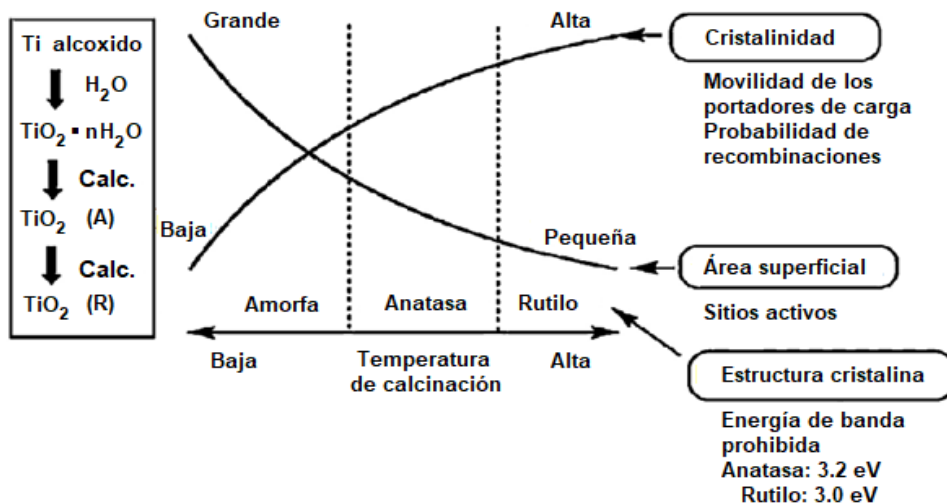 Ti alcoxido
H₂O
TiO₂ ▪ nH₂O
Calc.
TiO₂ (A)
Calc.
TiO₂ (R)
Grande
Alta
Baja
Pequeña
Amorfa
Anatasa
Rutilo
Baja
Temperatura
de calcinación
Alta
Cristalinidad
Movilidad de los
portadores de carga
Probabilidad de
recombinaciones
Área superficial
Sitios activos
Estructura cristalina
Energía de banda
prohibida
Anatasa: 3.2 eV
Rutilo: 3.0 eV